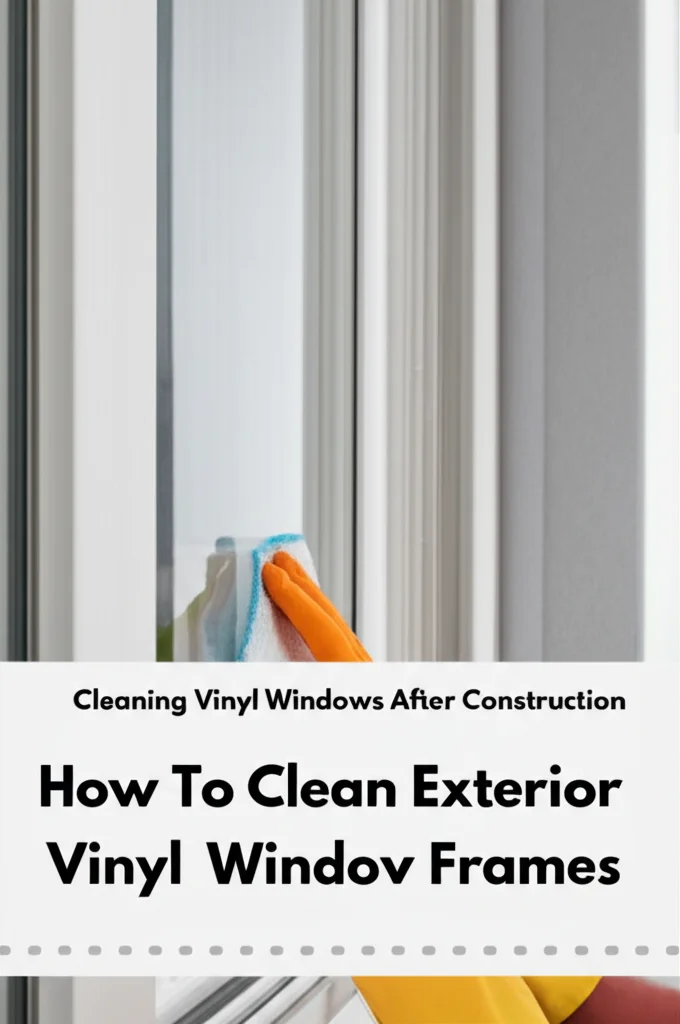 Cleaning Vinyl Windows After Construction
How To Clean Exterior
Vinyl Windov Frames